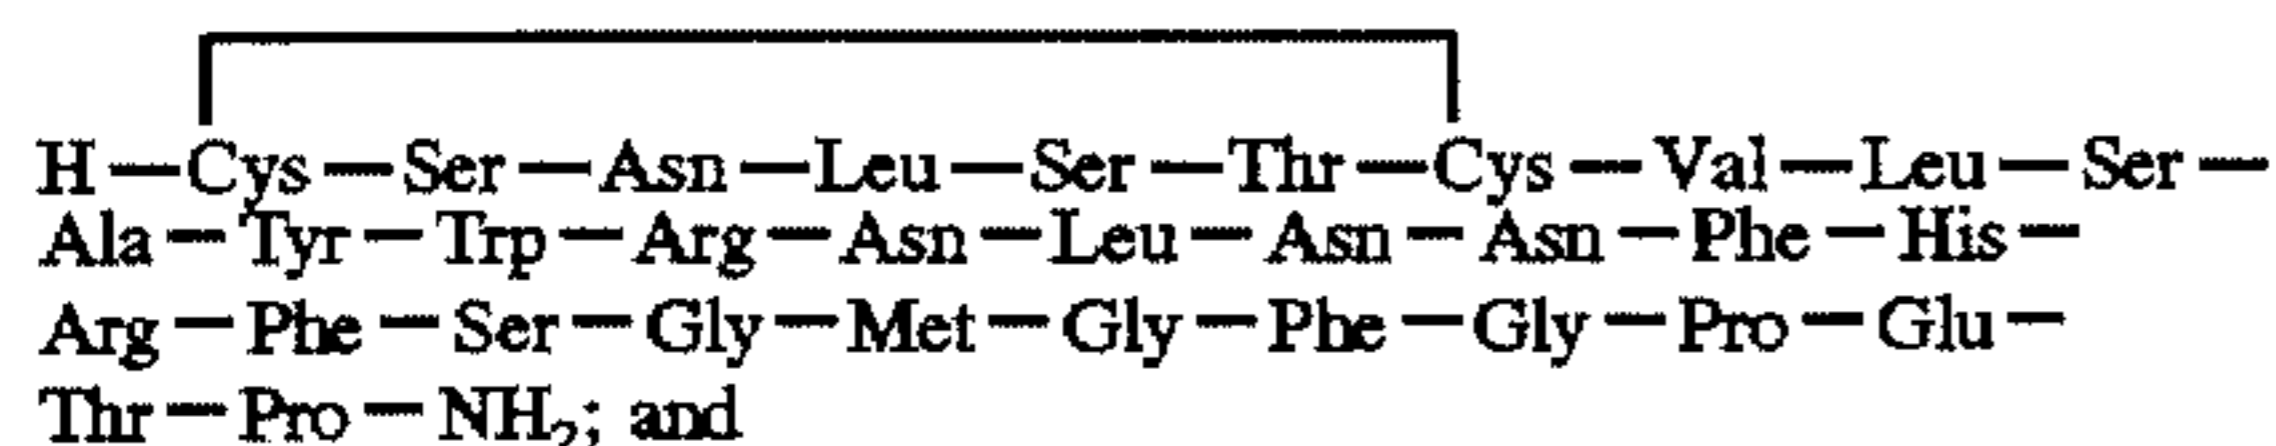 H—Cys—Ser—Asn—Leu—Ser—Thr—Cys—Val—Leu—Ser—
Ala—Tyr—Trp—Arg—Asn—Leu—Asn—Asn—Phe—His—
Arg—Phe—Ser—Gly—Met—Gly—Phe—Gly—Pro—Glu—
Thr—Pro—NH₂; and